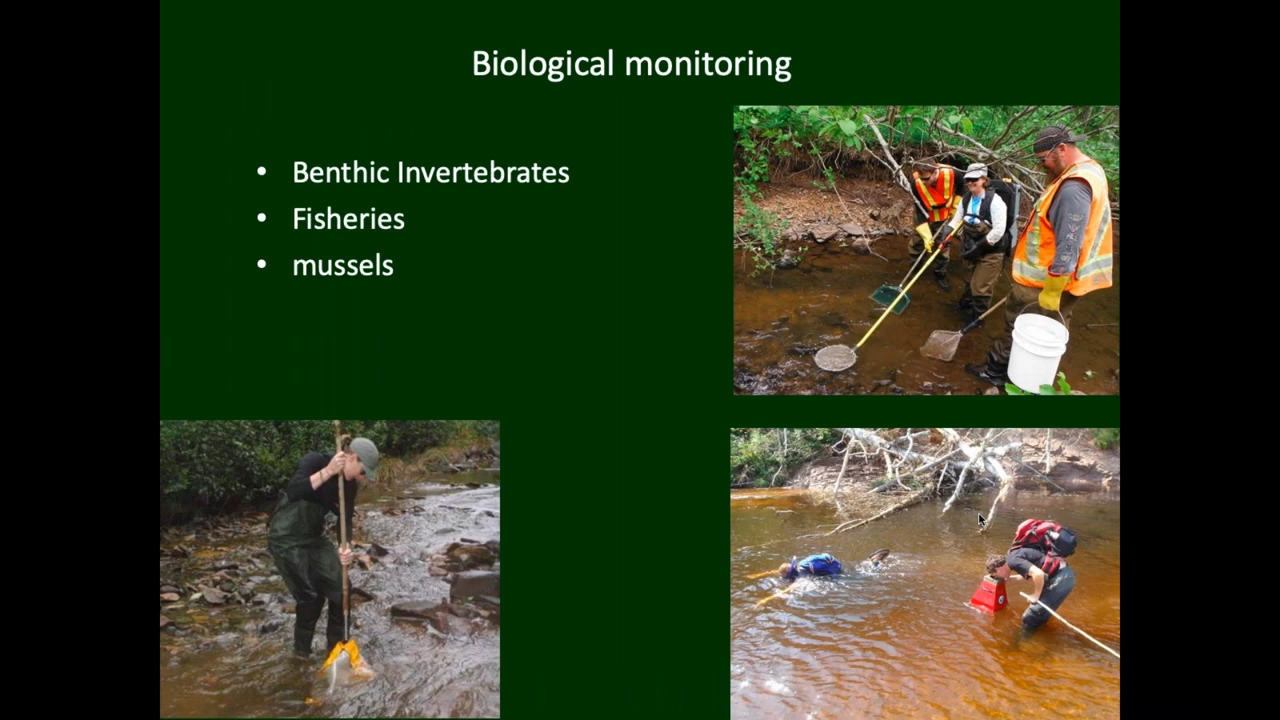 Biological monitoring
• Benthic Invertebrates
• Fisheries
• mussels